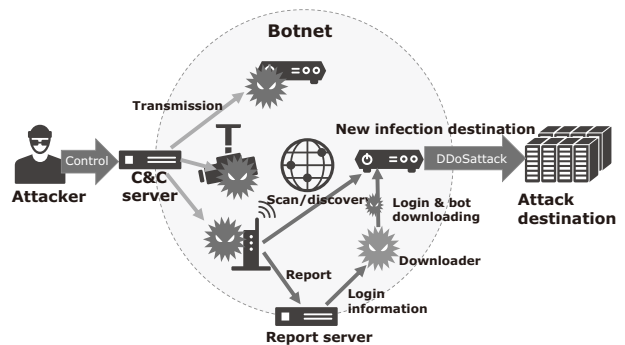 Botnet
Transmission
New infection destination
Control
DDoSattack
C&C
server
Attacker
Scan/discovery
Login & bot
downloading
Attack
destination
Downloader
Report
Login
information
Report server